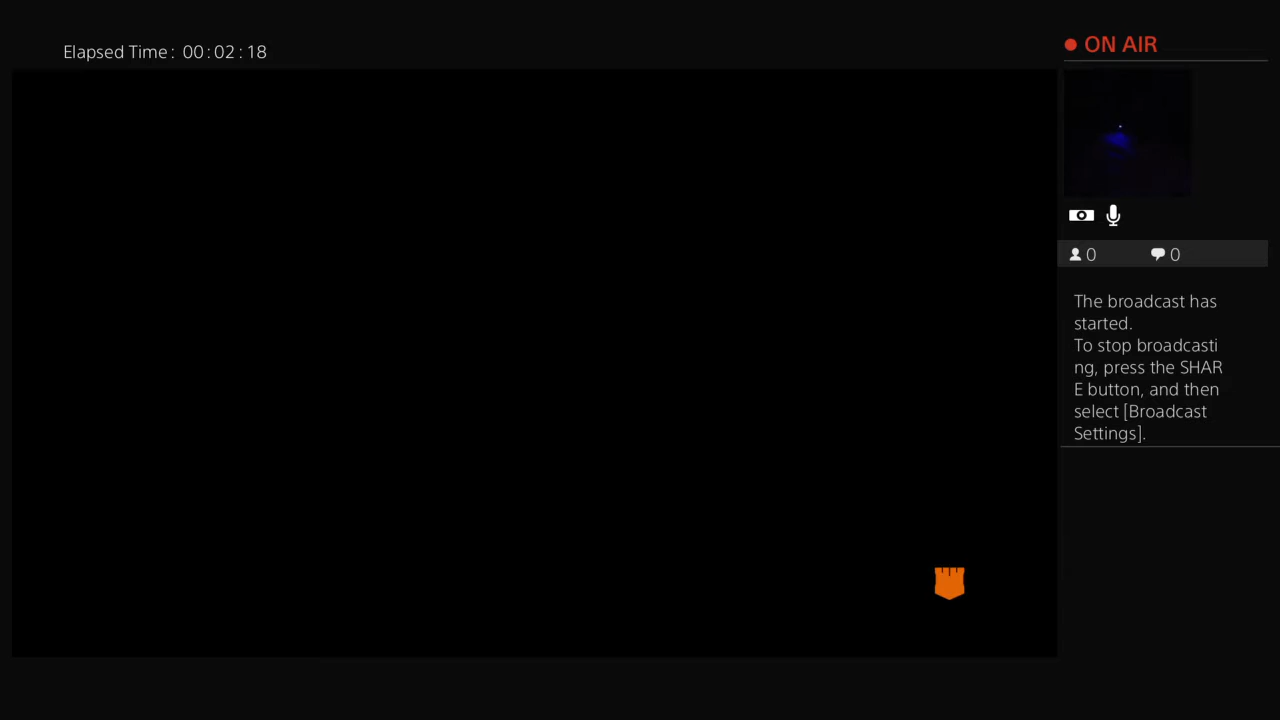 Elapsed Time: 00:02:18
ON AIR
0 0
The broadcast has
started.
To stop broadcasti
ng, press the SHAR
E button, and then
select [Broadcast
Settings].